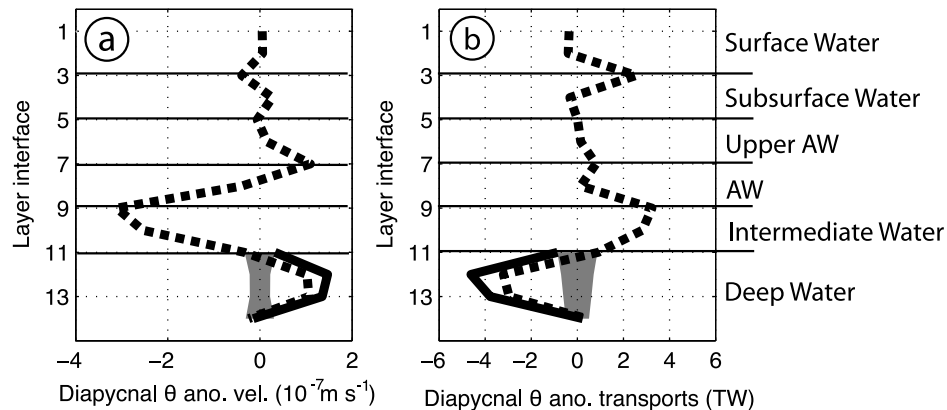 a
b
Layer interface
1
3
5
7
9
11
13
−4
−2
0
2
Diapycnal θ ano. vel. (10⁻⁷m s⁻¹)
Layer interface
1
3
5
7
9
11
13
−6
−4
−2
0
2
4
6
Diapycnal θ ano. transports (TW)
Surface Water
Subsurface Water
Upper AW
AW
Intermediate Water
Deep Water